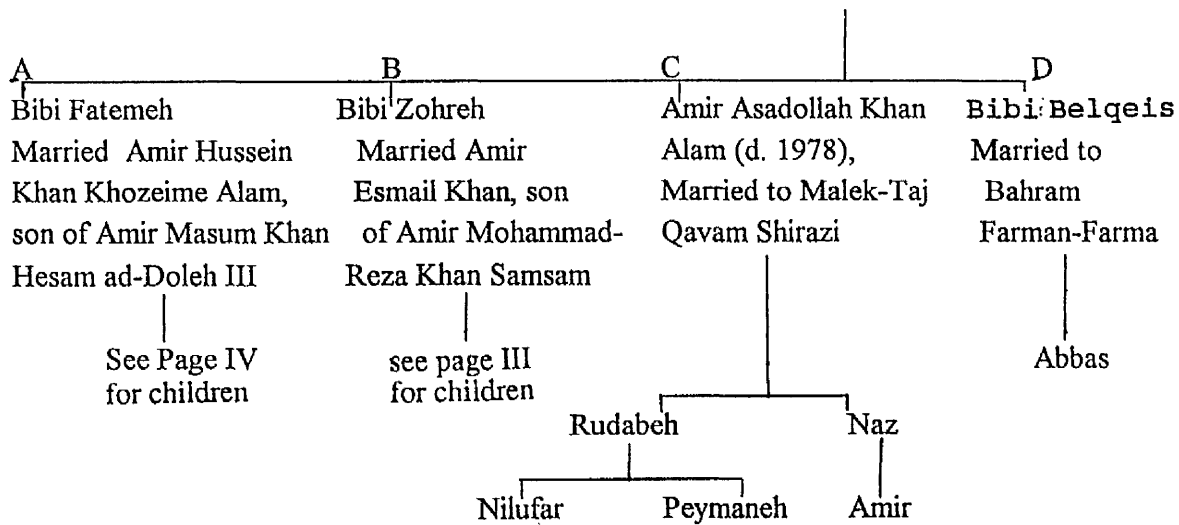 A
Bibi Fatemeh
Married Amir Hussein
Khan Khozeime Alam,
son of Amir Masum Khan
Hesam ad-Doleh III
See Page IV
for children
B
Bibi Zohreh
Married Amir
Esmail Khan, son
of Amir Mohammad-
Reza Khan Samsam
see page III
for children
C
Amir Asadollah Khan
Alam (d. 1978),
Married to Malek-Taj
Qavam Shirazi
Rudabeh
Naz
Nilufar
Peymaneh
Amir
D
Bibi Belqeis
Married to
Bahram
Farman-Farma
Abbas